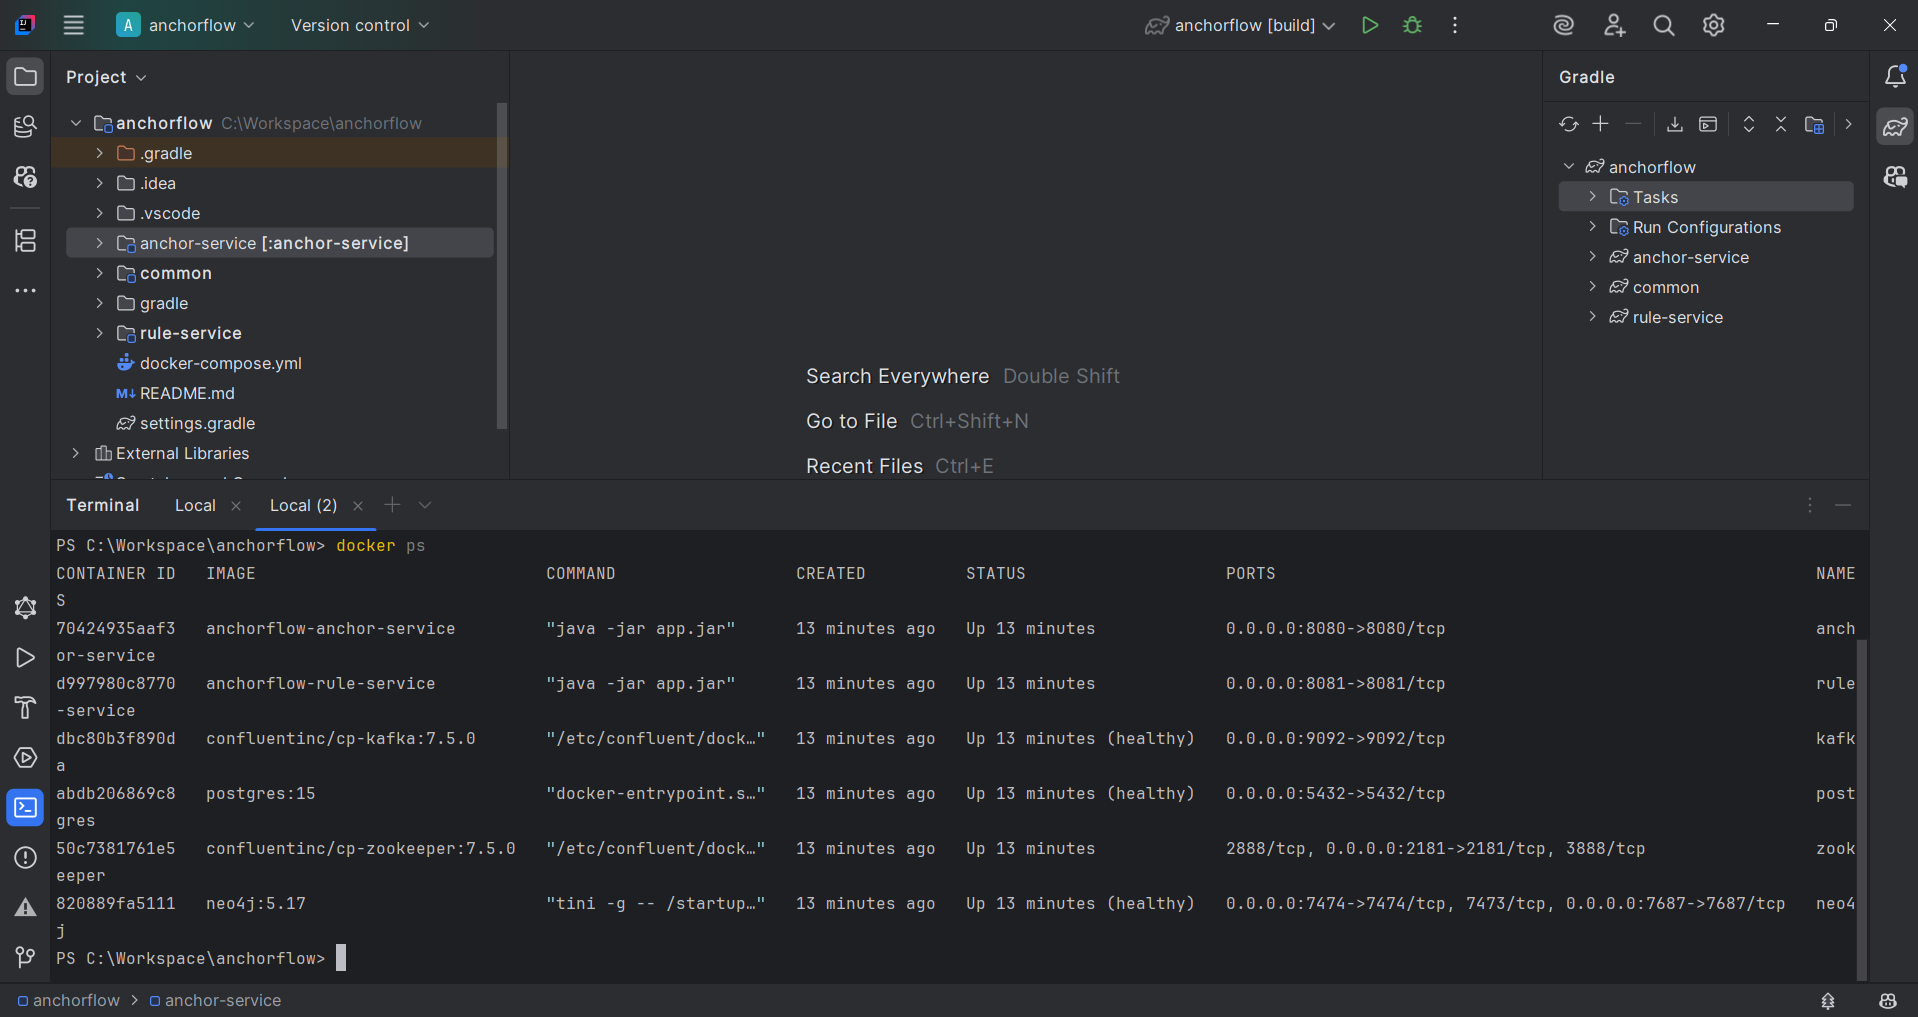 A anchorflow Version control anchorflow [build]
Project
anchorflow C:\Workspace\anchorflow
.gradle
.idea
.vscode
anchor-service [:anchor-service]
common
gradle
rule-service
docker-compose.yml
M↓ README.md
settings.gradle
External Libraries
Search Everywhere Double Shift
Go to File Ctrl+Shift+N
Recent Files Ctrl+E
Gradle
anchorflow
Tasks
Run Configurations
anchor-service
common
rule-service
Terminal Local Local (2)
PS C:\Workspace\anchorflow> docker ps
CONTAINER ID IMAGE COMMAND CREATED STATUS PORTS NAME
S
70424935aaf3 anchorflow-anchor-service "java -jar app.jar" 13 minutes ago Up 13 minutes 0.0.0.0:8080->8080/tcp anch
or-service
d997980c8770 anchorflow-rule-service "java -jar app.jar" 13 minutes ago Up 13 minutes 0.0.0.0:8081->8081/tcp rule
-service
dbc80b3f890d confluentinc/cp-kafka:7.5.0 "/etc/confluent/dock…" 13 minutes ago Up 13 minutes (healthy) 0.0.0.0:9092->9092/tcp kafk
a
abdb206869c8 postgres:15 "docker-entrypoint.s…" 13 minutes ago Up 13 minutes (healthy) 0.0.0.0:5432->5432/tcp post
gres
50c7381761e5 confluentinc/cp-zookeeper:7.5.0 "/etc/confluent/dock…" 13 minutes ago Up 13 minutes 2888/tcp, 0.0.0.0:2181->2181/tcp, 3888/tcp zook
eeper
820889fa5111 neo4j:5.17 "tini -g -- /startup…" 13 minutes ago Up 13 minutes (healthy) 0.0.0.0:7474->7474/tcp, 7473/tcp, 0.0.0.0:7687->7687/tcp neo4
j
PS C:\Workspace\anchorflow>
anchorflow > anchor-service